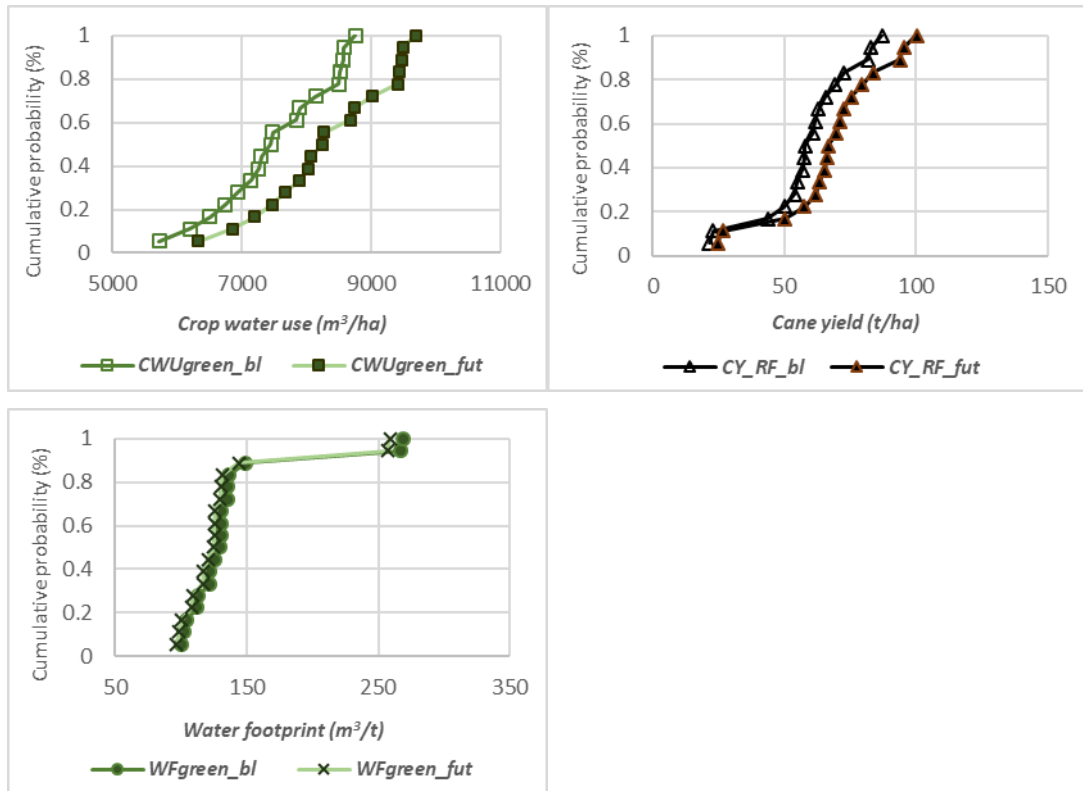 Cumulative probability (%)
1
0.8
0.6
0.4
0.2
0
5000 7000 9000 11000
Crop water use (m³/ha)
CWUgreen_bl CWUgreen_fut
Cumulative probability (%)
1
0.8
0.6
0.4
0.2
0
0 50 100 150
Cane yield (t/ha)
CY_RF_bl CY_RF_fut
Cumulative probability (%)
1
0.8
0.6
0.4
0.2
0
50 150 250 350
Water footprint (m³/t)
WFgreen_bl WFgreen_fut